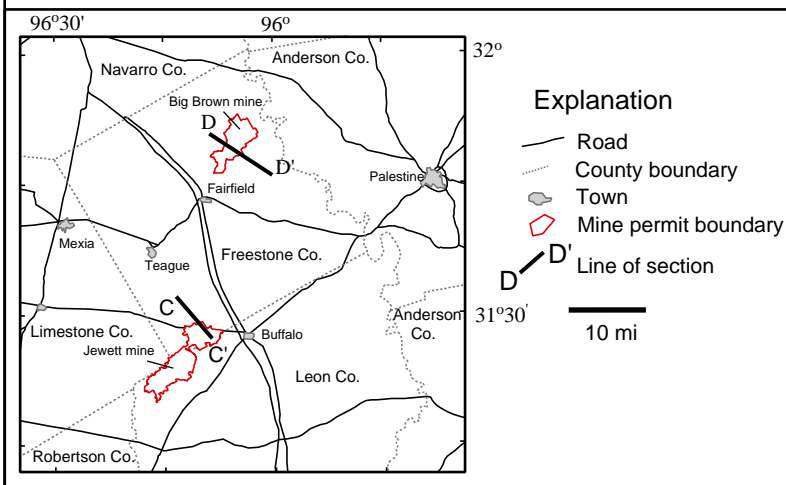 96°30'
96°
32°
Navarro Co.
Anderson Co.
Big Brown mine
D
D'
Palestine
Fairfield
Mexia
Teague
Freestone Co.
C
Limestone Co.
Jewett mine
C'
Buffalo
Anderson
Co.
31°30'
Leon Co.
Robertson Co.
Explanation
Road
County boundary
Town
Mine permit boundary
D
D'
Line of section
10 mi